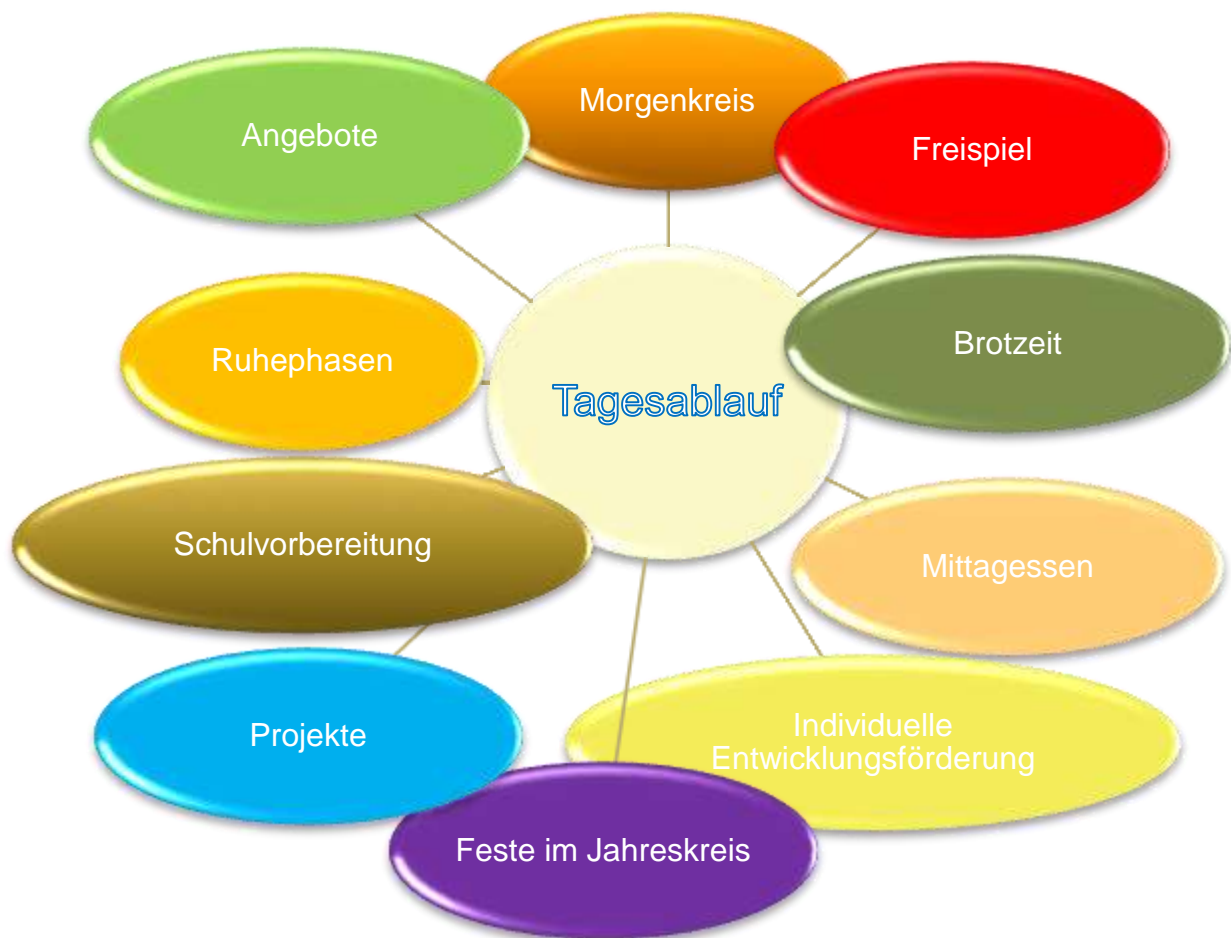 Morgenkreis
Angebote
Freispiel
Ruhephasen
Brotzeit
Tagesablauf
Schulvorbereitung
Mittagessen
Projekte
Individuelle
Entwicklungsförderung
Feste im Jahreskreis